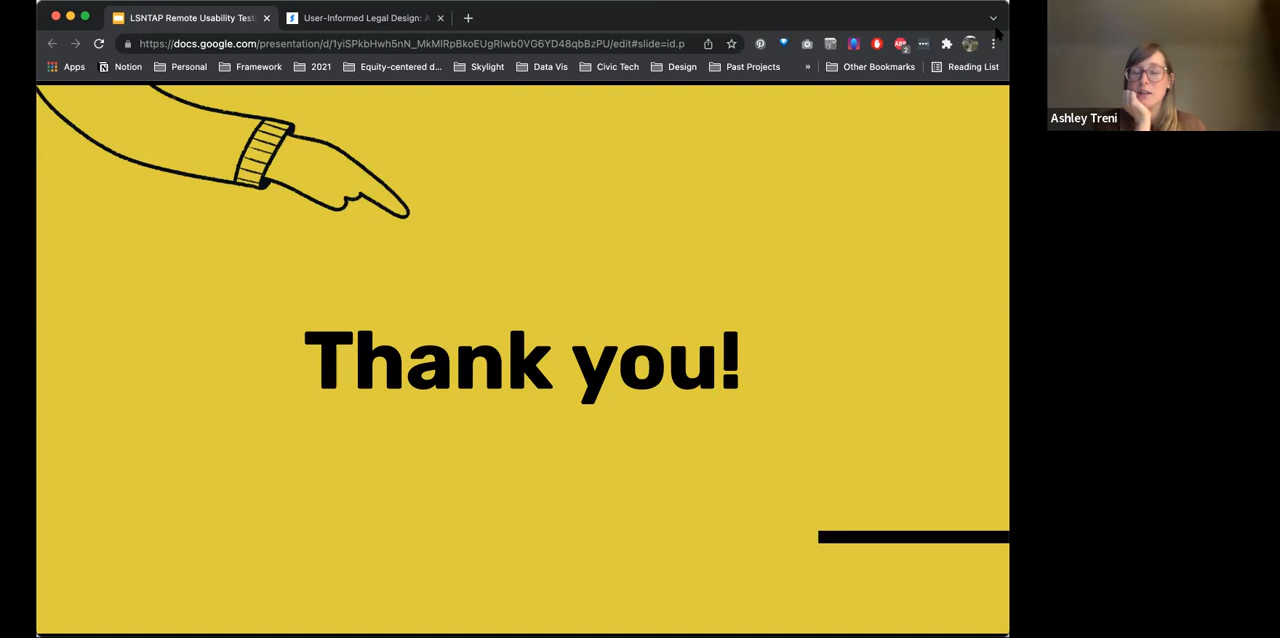 LSNTAP Remote Usability Test
User-Informed Legal Design: A
https://docs.google.com/presentation/d/1yiSPkbHwh5nN_MkMIRpBkoEUgRIwb0VG6YD48qbBzPU/edit#slide=id.p
Apps Notion Personal Framework 2021 Equity-centered d... Skylight Data Vis Civic Tech Design Past Projects » Other Bookmarks Reading List
Ashley Treni
Thank you!